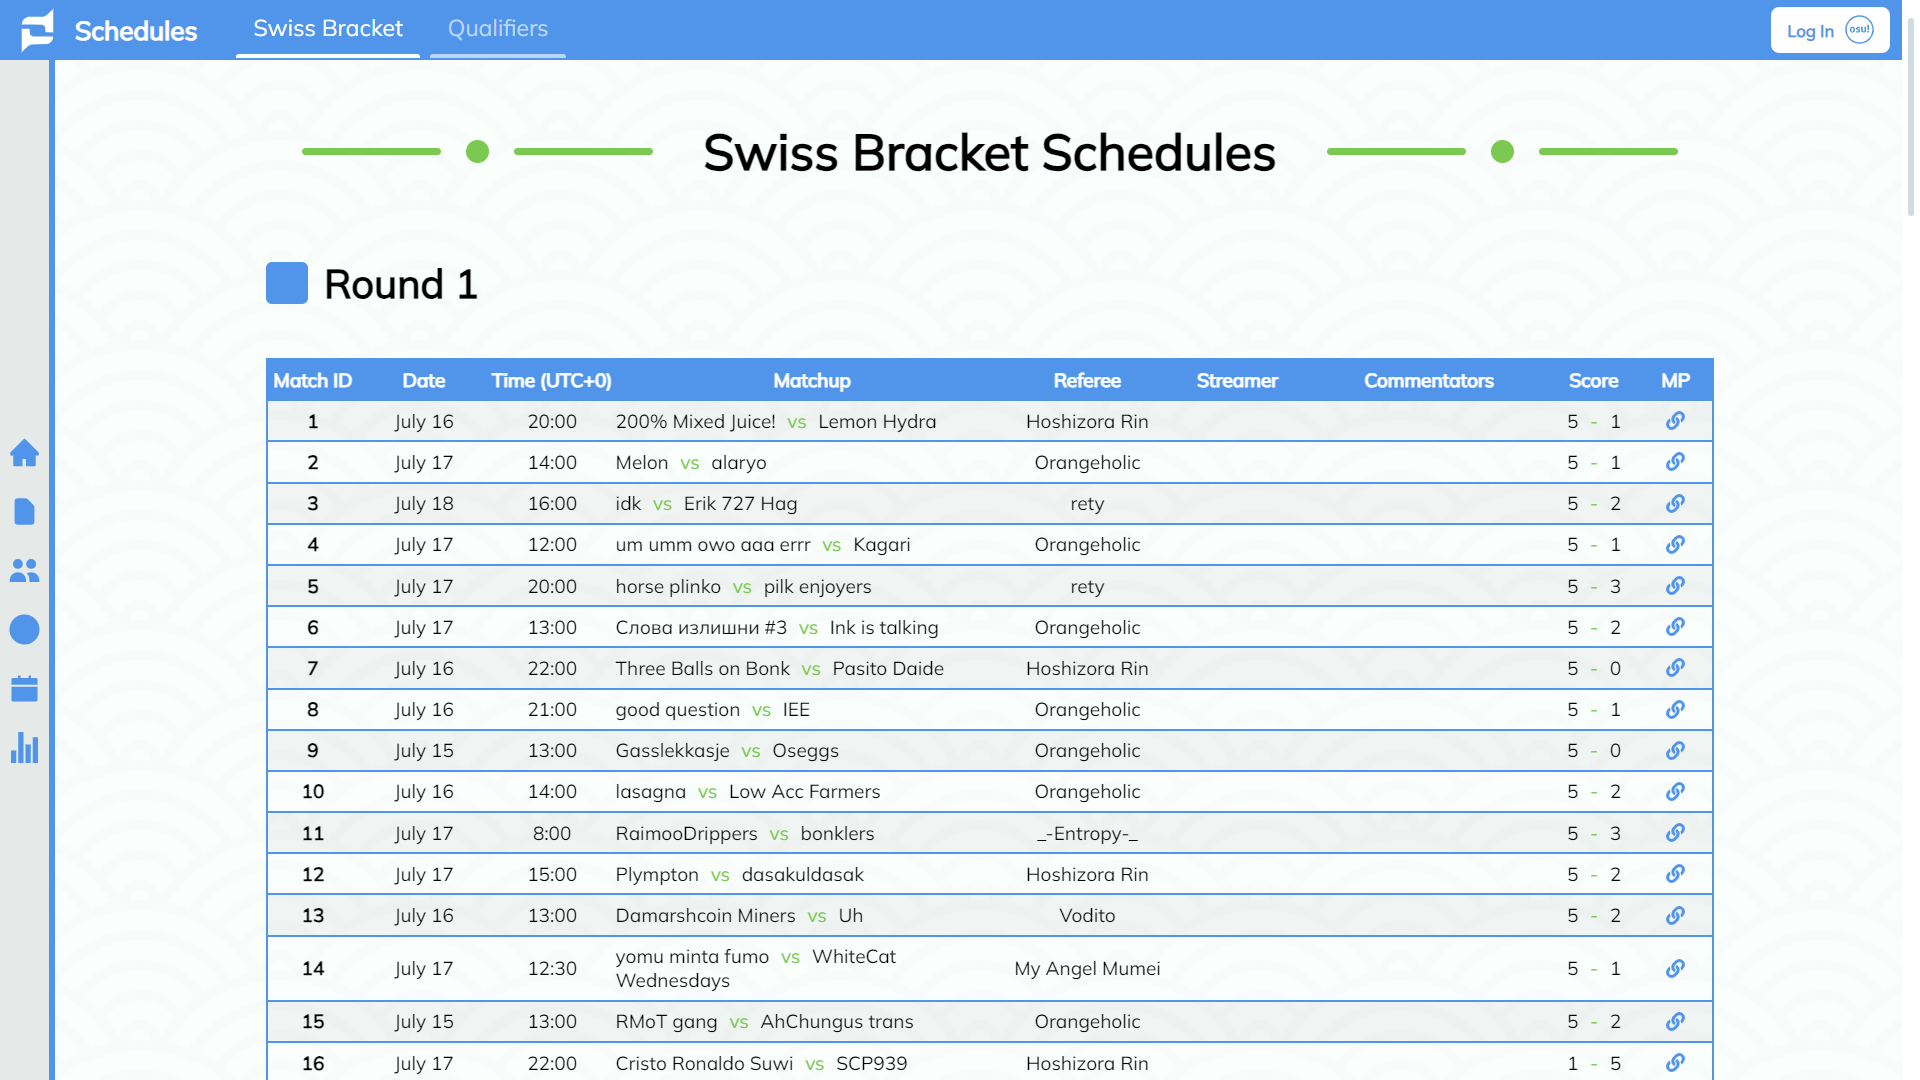 Schedules Swiss Bracket Qualifiers Log In osu!
Swiss Bracket Schedules
Round 1
Match ID Date Time (UTC+0) Matchup Referee Streamer Commentators Score MP
1 July 16 20:00 200% Mixed Juice! vs Lemon Hydra Hoshizora Rin 5 - 1
2 July 17 14:00 Melon vs alaryo Orangeholic 5 - 1
3 July 18 16:00 idk vs Erik 727 Hag rety 5 - 2
4 July 17 12:00 um umm owo aaa errr vs Kagari Orangeholic 5 - 1
5 July 17 20:00 horse plinko vs pilk enjoyers rety 5 - 3
6 July 17 13:00 Слова излишни #3 vs Ink is talking Orangeholic 5 - 2
7 July 16 22:00 Three Balls on Bonk vs Pasito Daide Hoshizora Rin 5 - 0
8 July 16 21:00 good question vs IEE Orangeholic 5 - 1
9 July 15 13:00 Gasslekkasje vs Oseggs Orangeholic 5 - 0
10 July 16 14:00 lasagna vs Low Acc Farmers Orangeholic 5 - 2
11 July 17 8:00 RaimooDrippers vs bonklers _-Entropy-_ 5 - 3
12 July 17 15:00 Plympton vs dasakuldasak Hoshizora Rin 5 - 2
13 July 16 13:00 Damarshcoin Miners vs Uh Vodito 5 - 2
14 July 17 12:30 yomu minta fumo vs WhiteCat My Angel Mumei 5 - 1
Wednesdays
15 July 15 13:00 RMoT gang vs AhChungus trans Orangeholic 5 - 2
16 July 17 22:00 Cristo Ronaldo Suwi vs SCP939 Hoshizora Rin 1 - 5